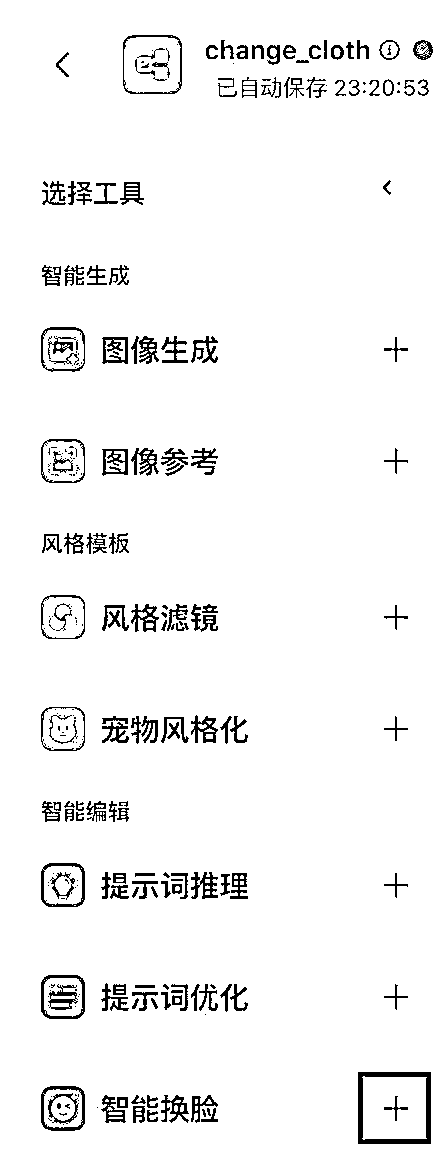 change_cloth
已自动保存 23:20:53
选择工具
智能生成
图像生成
图像参考
风格模板
风格滤镜
宠物风格化
智能编辑
提示词推理
提示词优化
智能换脸